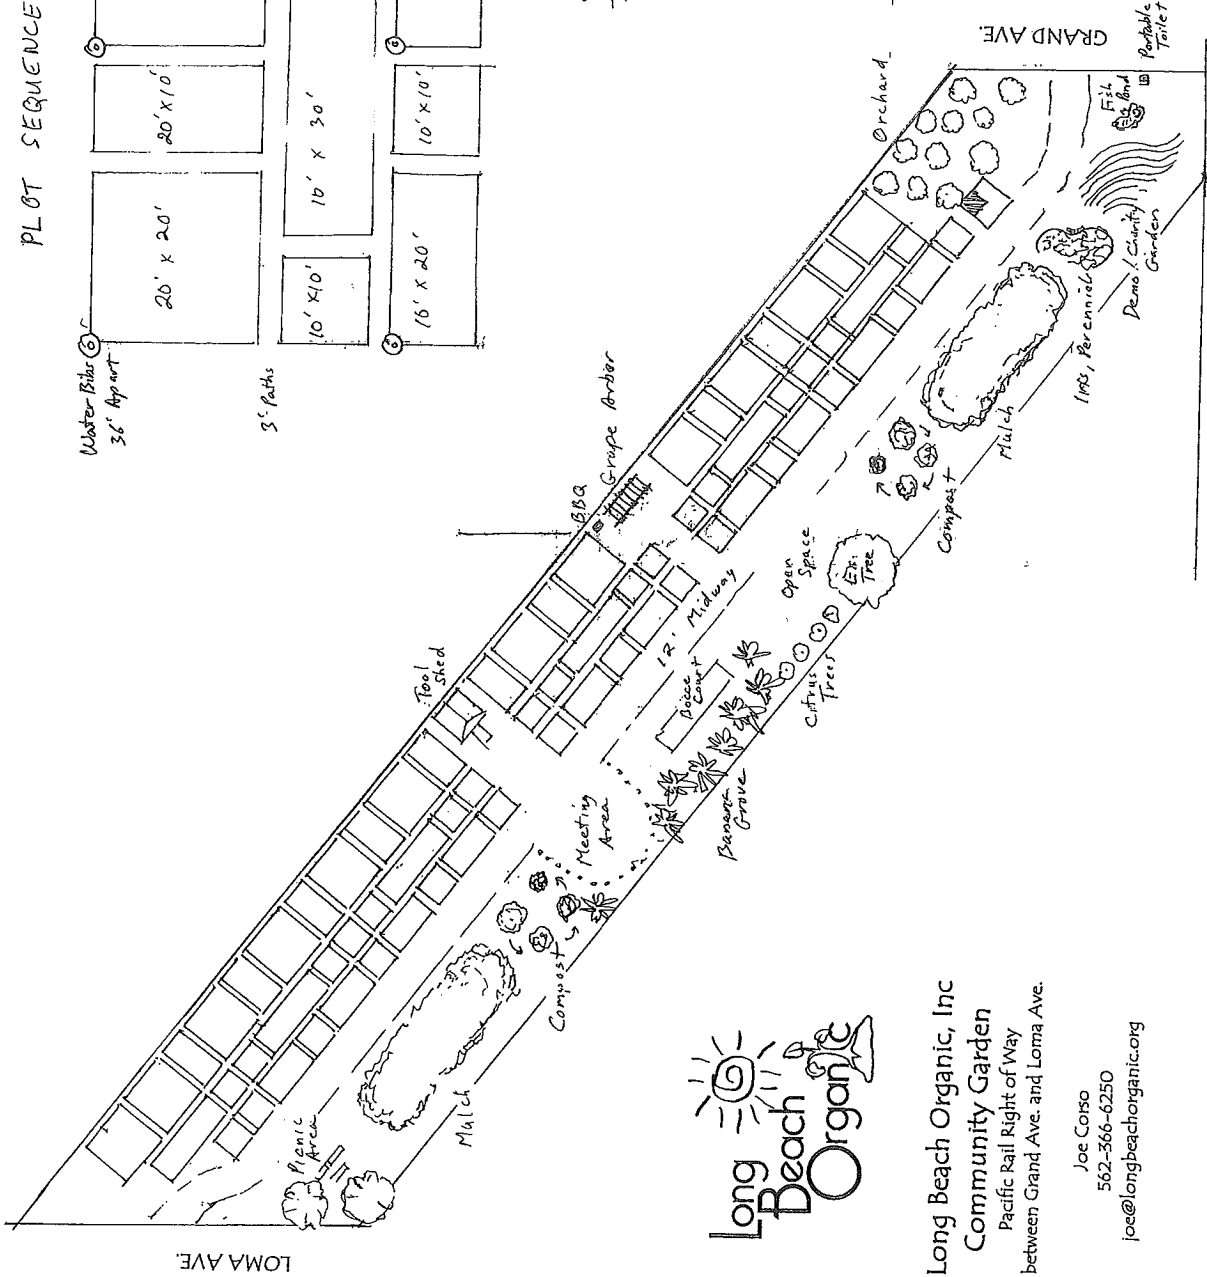 PLOT SEQUENCE
Water Bibs
36' Apart
3' Paths
20' x 20'
20' x 10'
10' x 10'
10' x 30'
16' x 20'
10' x 10'
GRAND AVE.
Portable
Toilet
Fish
Pond
Orchard
Demo / Charity
Garden
Iris, Perennial
Mulch
Compost
Grape Arbor
BBQ
Open
Space
Exi.
Tree
12' Midway
Citrus
Trees
Bocce
Court
Banana
Grove
Tool
Shed
Meeting
Area
Compost
Mulch
Picnic
Area
LOMA AVE.
Long
Beach
Organic
Long Beach Organic, Inc
Community Garden
Pacific Rail Right of Way
between Grand Ave. and Loma Ave.
Joe Corso
562-366-6250
joe@longbeachorganic.org